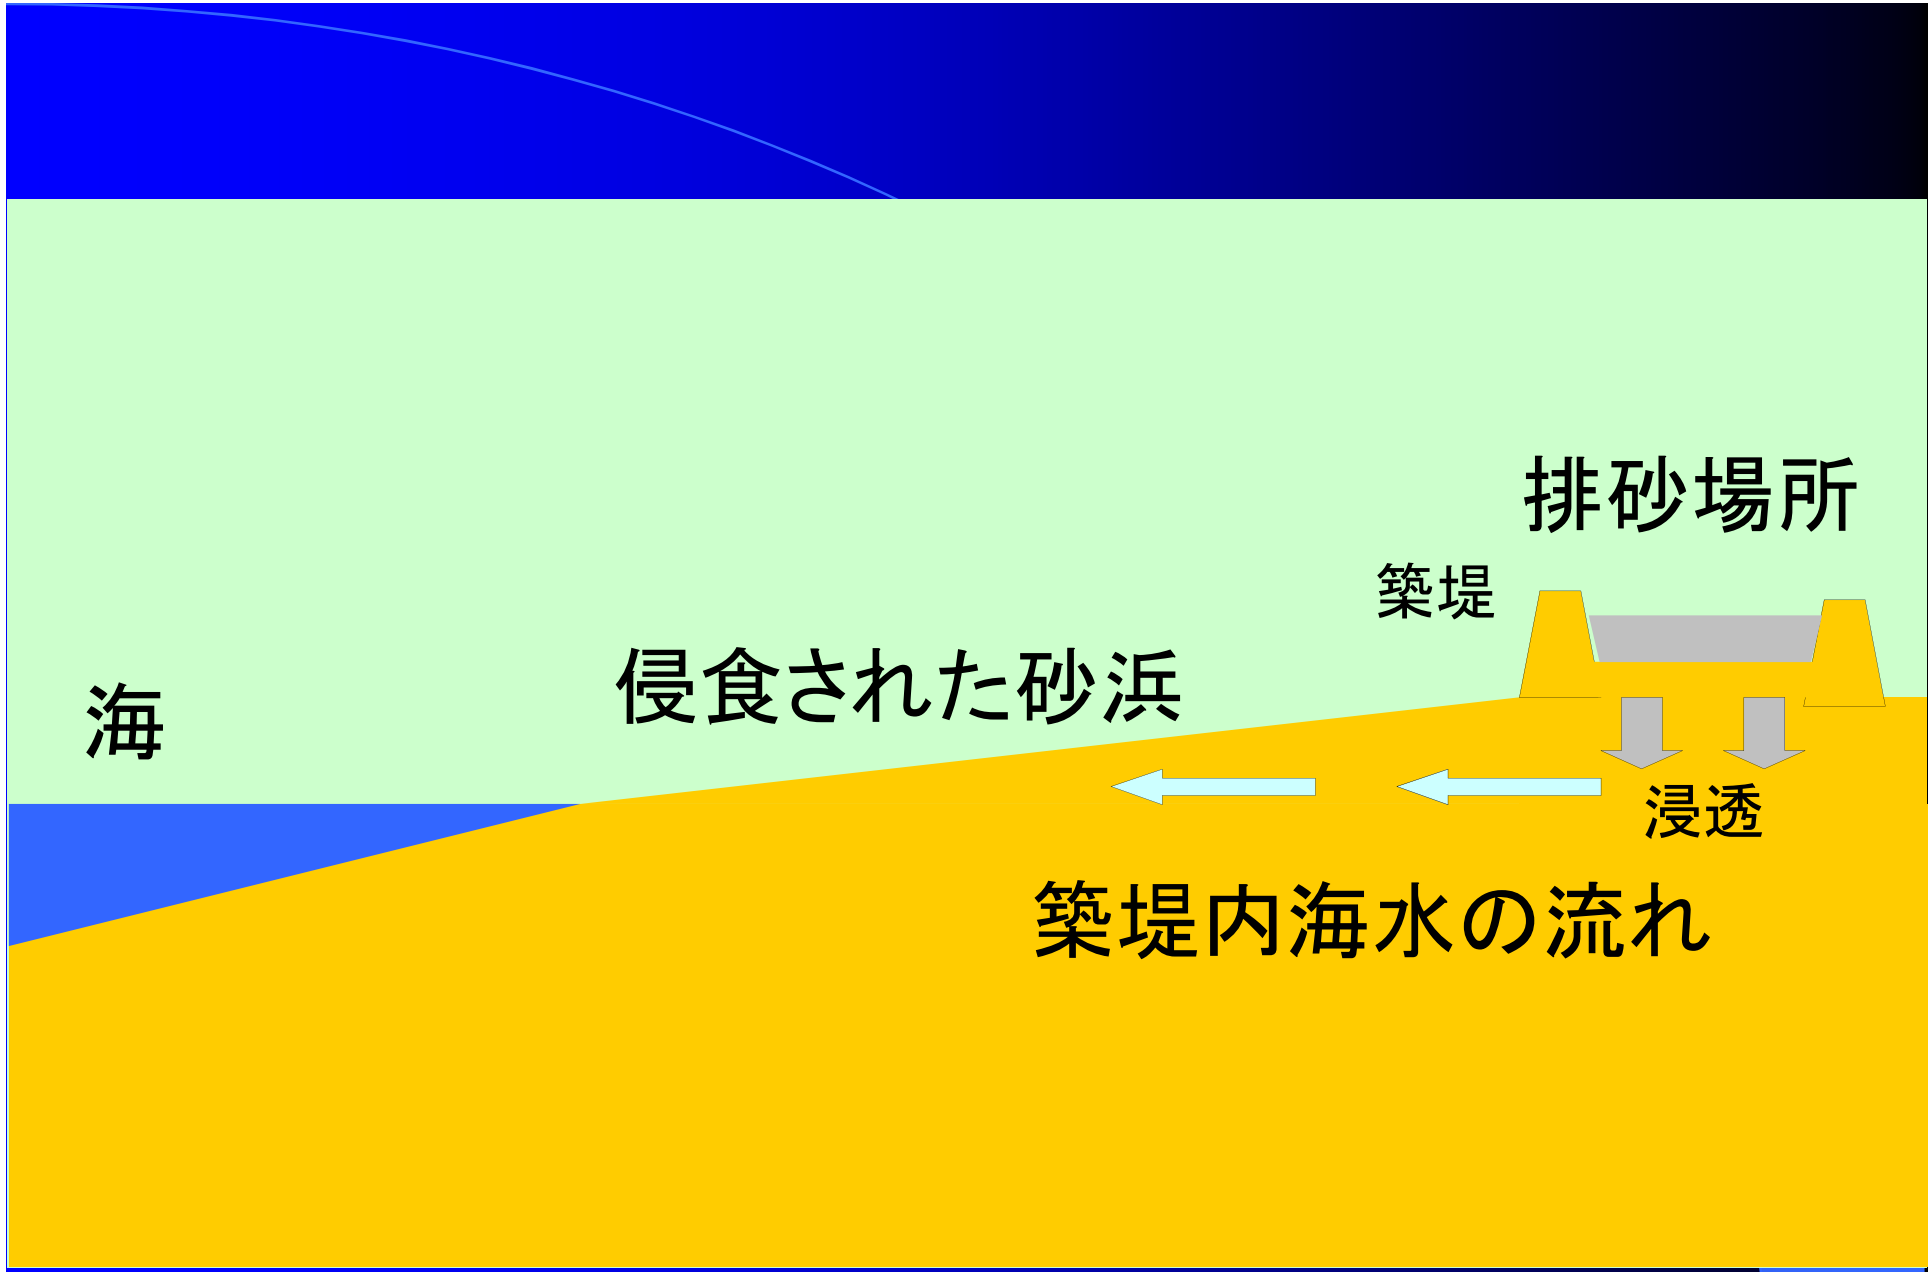 排砂場所
築堤
侵食された砂浜
海
浸透
築堤内海水の流れ